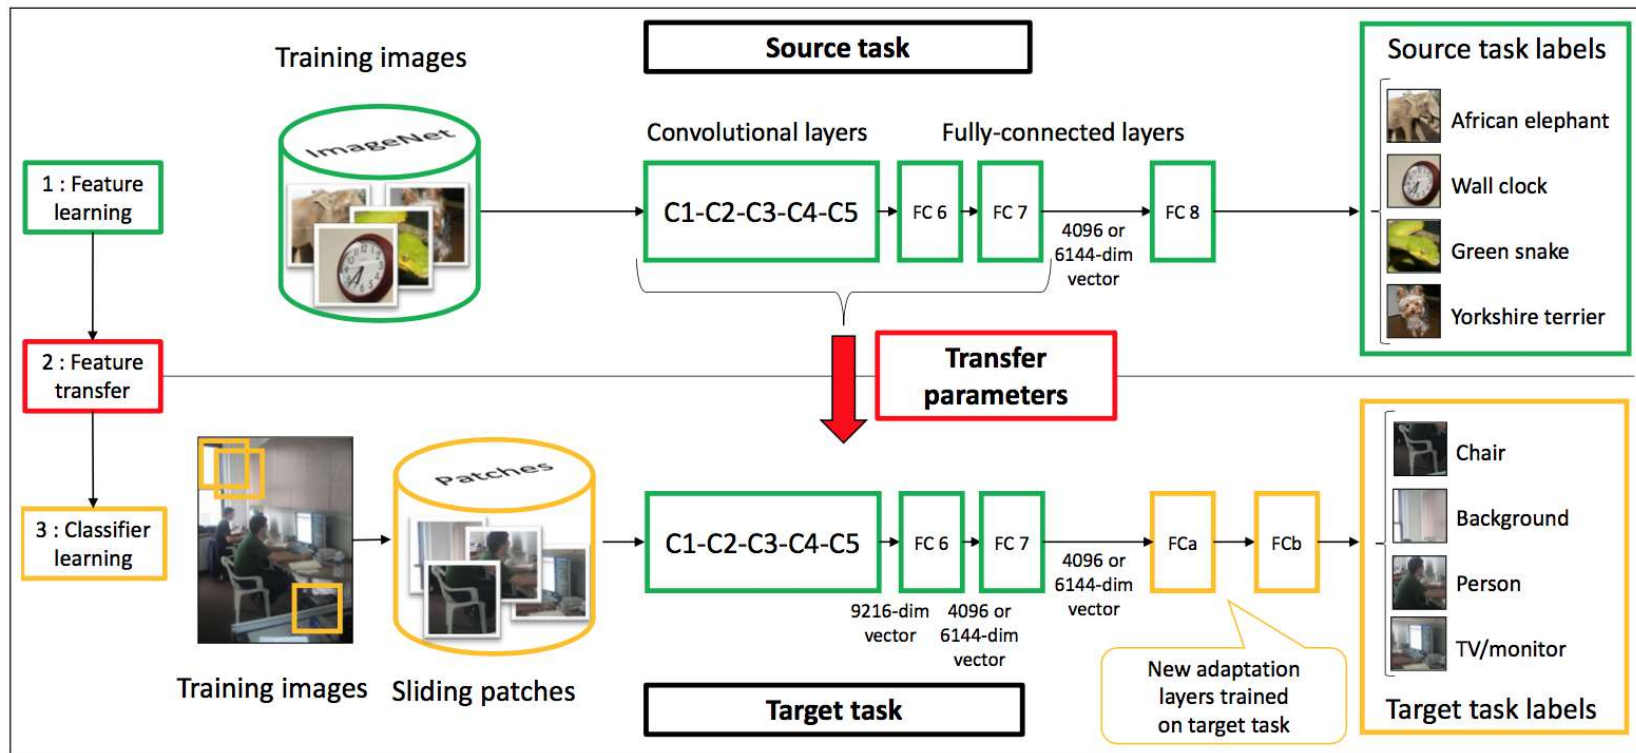 Source task
Training images
Source task labels
ImageNet
Convolutional layers
Fully-connected layers
1 : Feature
learning
C1-C2-C3-C4-C5
FC 6
FC 7
4096 or
6144-dim
vector
FC 8
African elephant
Wall clock
Green snake
Yorkshire terrier
2 : Feature
transfer
Transfer
parameters
3 : Classifier
learning
Training images
Patches
Sliding patches
C1-C2-C3-C4-C5
FC 6
FC 7
9216-dim
vector
4096 or
6144-dim
vector
4096 or
6144-dim
vector
FCa
FCb
New adaptation
layers trained
on target task
Chair
Background
Person
TV/monitor
Target task labels
Target task